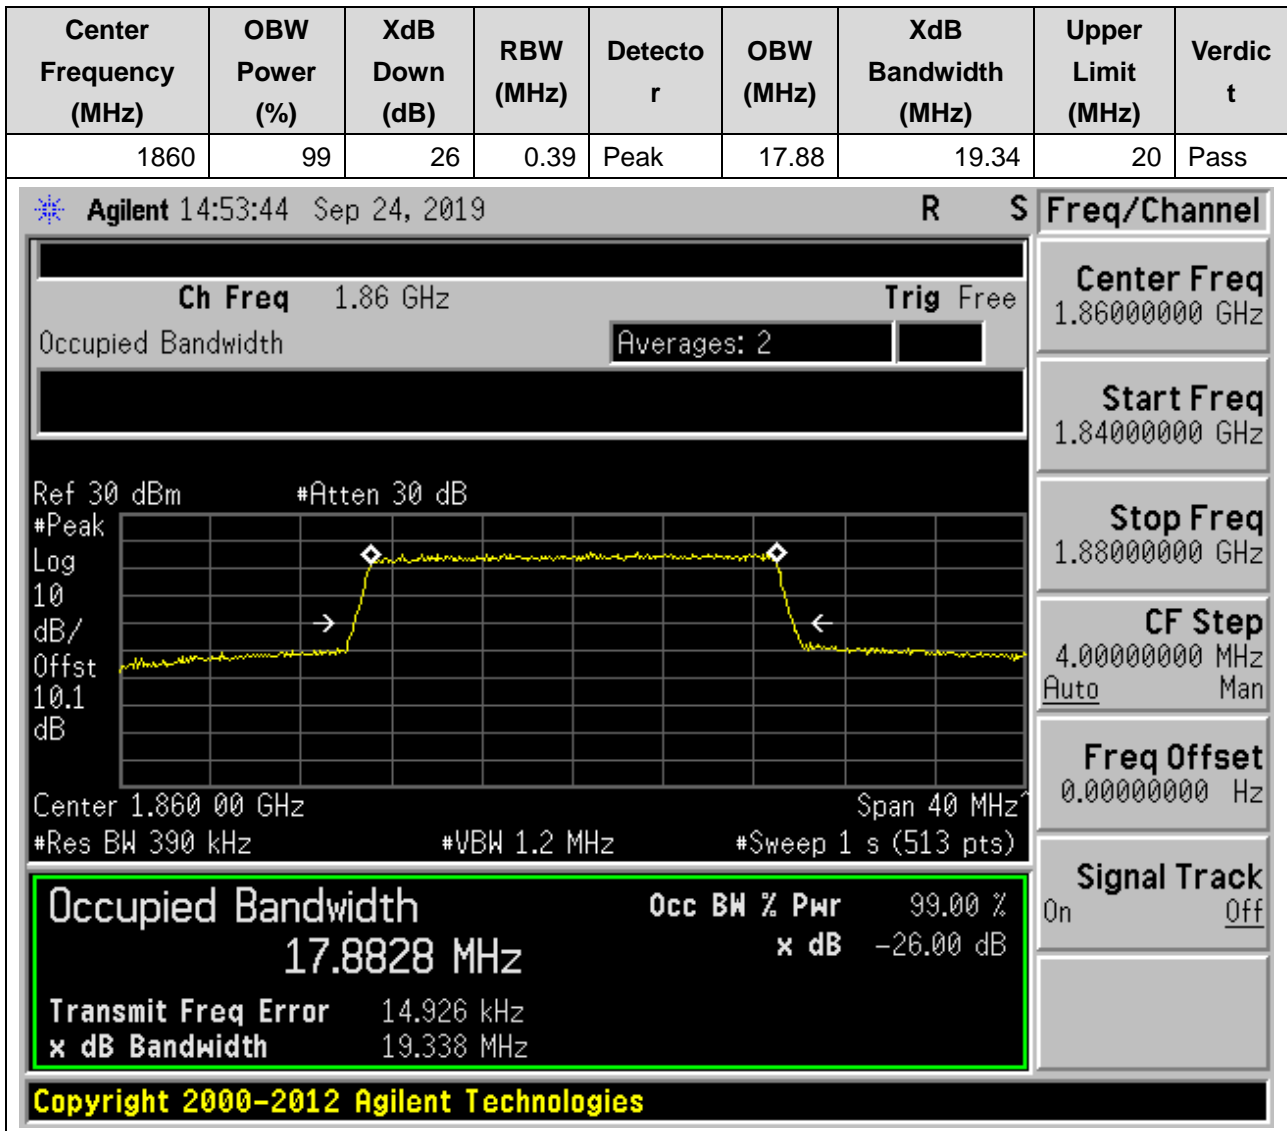 Center Frequency (MHz) OBW Power (%) XdB Down (dB) RBW (MHz) Detector OBW (MHz) XdB Bandwidth (MHz) Upper Limit (MHz) Verdict
1860 99 26 0.39 Peak 17.88 19.34 20 Pass
Agilent 14:53:44 Sep 24, 2019 R S
Ch Freq 1.86 GHz Trig Free
Occupied Bandwidth Averages: 2
Ref 30 dBm #Atten 30 dB
#Peak
Log
10
dB/
Offst
10.1
dB
Center 1.860 00 GHz Span 40 MHz^
#Res BW 390 kHz #VBW 1.2 MHz #Sweep 1 s (513 pts)
Occupied Bandwidth Occ BW % Pwr 99.00 %
17.8828 MHz x dB -26.00 dB
Transmit Freq Error 14.926 kHz
x dB Bandwidth 19.338 MHz
Freq/Channel
Center Freq
1.86000000 GHz
Start Freq
1.84000000 GHz
Stop Freq
1.88000000 GHz
CF Step
4.00000000 MHz
Auto Man
Freq Offset
0.00000000 Hz
Signal Track
On Off
Copyright 2000-2012 Agilent Technologies